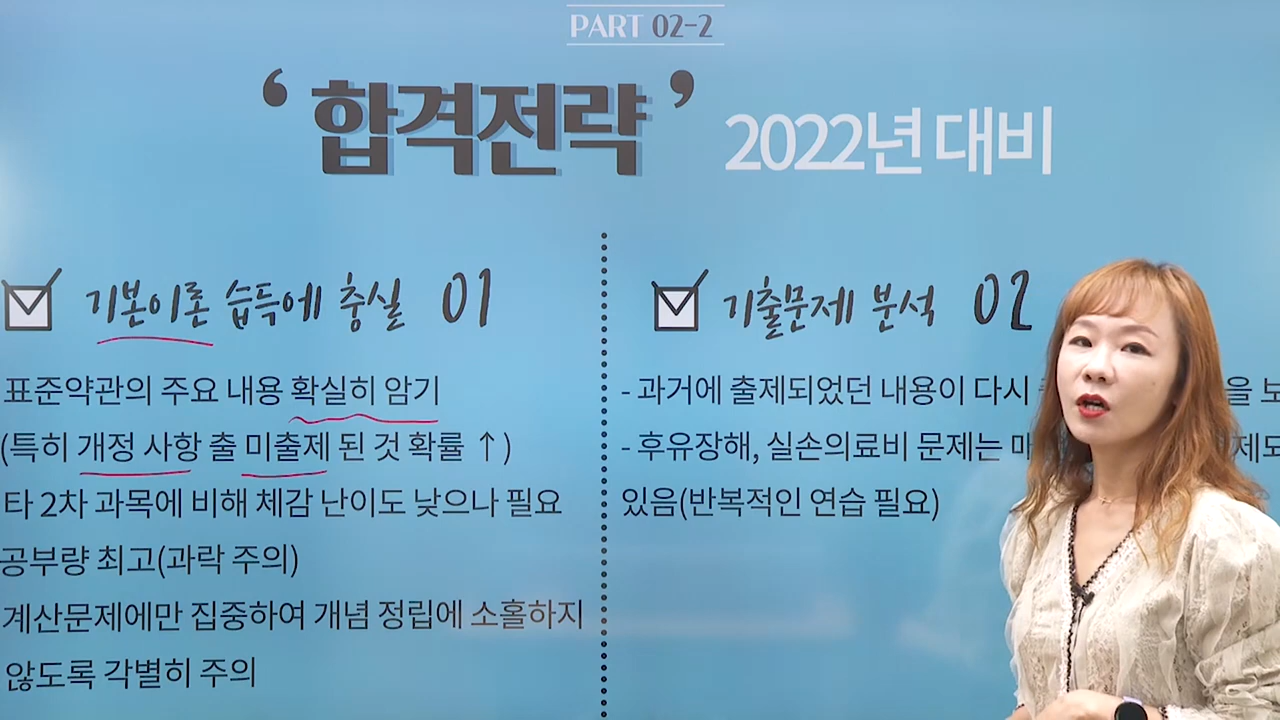 PART 02-2
‘합격전략’ 2022년 대비
기본이론 습득에 충실 01
표준약관의 주요 내용 확실히 암기
(특히 개정 사항 출 미출제 된 것 확률 ↑)
타 2차 과목에 비해 체감 난이도 낮으나 필요
공부량 최고(과락 주의)
계산문제에만 집중하여 개념 정립에 소홀하지
않도록 각별히 주의
기출문제 분석 02
- 과거에 출제되었던 내용이 다시
- 후유장해, 실손의료비 문제는
있음(반복적인 연습 필요)